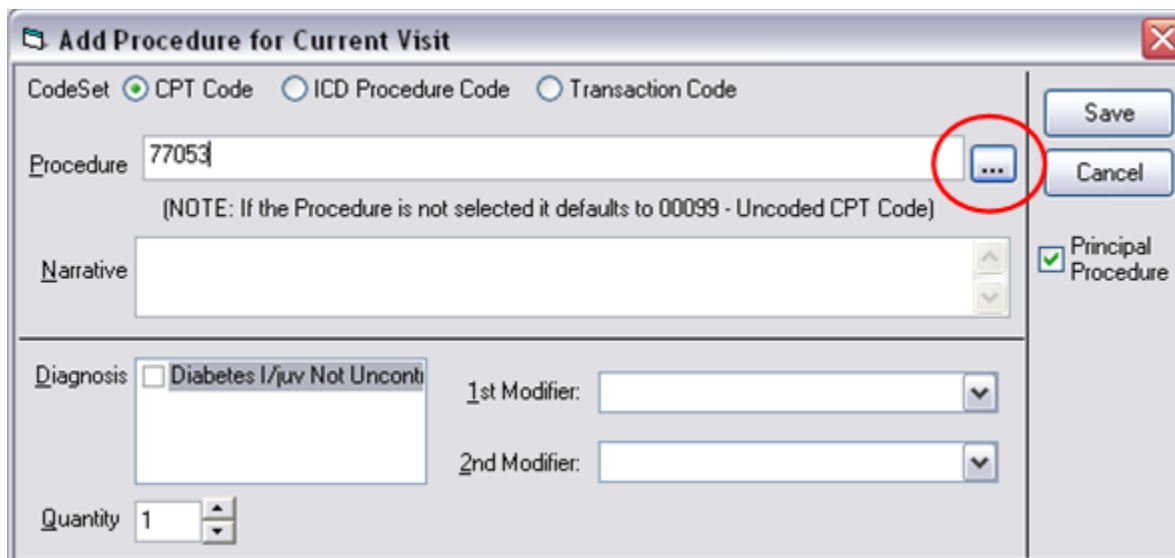 Add Procedure for Current Visit
CodeSet CPT Code ICD Procedure Code Transaction Code
Save
Procedure 77053 ...
Cancel
(NOTE: If the Procedure is not selected it defaults to 00099 - Uncoded CPT Code)
Narrative
Principal
Procedure
Diagnosis Diabetes I/juv Not Uncontr
1st Modifier:
2nd Modifier:
Quantity 1